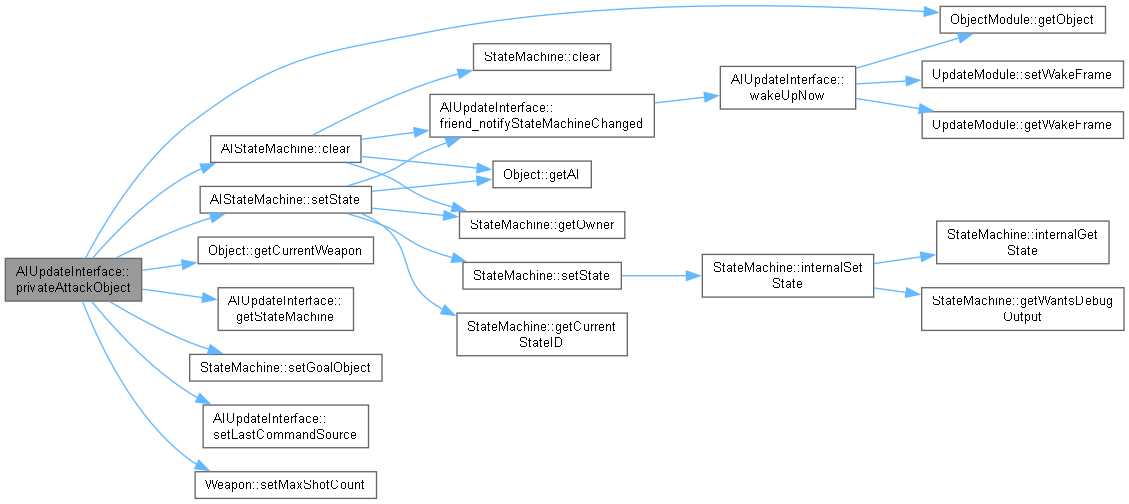 ObjectModule::getObject
StateMachine::clear
AIUpdateInterface::
wakeUpNow
UpdateModule::setWakeFrame
AIUpdateInterface::
friend_notifyStateMachineChanged
UpdateModule::getWakeFrame
AIStateMachine::clear
Object::getAI
AIStateMachine::setState
StateMachine::getOwner
Object::getCurrentWeapon
StateMachine::internalGet
State
AIUpdateInterface::
privateAttackObject
StateMachine::setState
StateMachine::internalSet
State
AIUpdateInterface::
getStateMachine
StateMachine::getWantsDebug
Output
StateMachine::getCurrent
StateID
StateMachine::setGoalObject
AIUpdateInterface::
setLastCommandSource
Weapon::setMaxShotCount